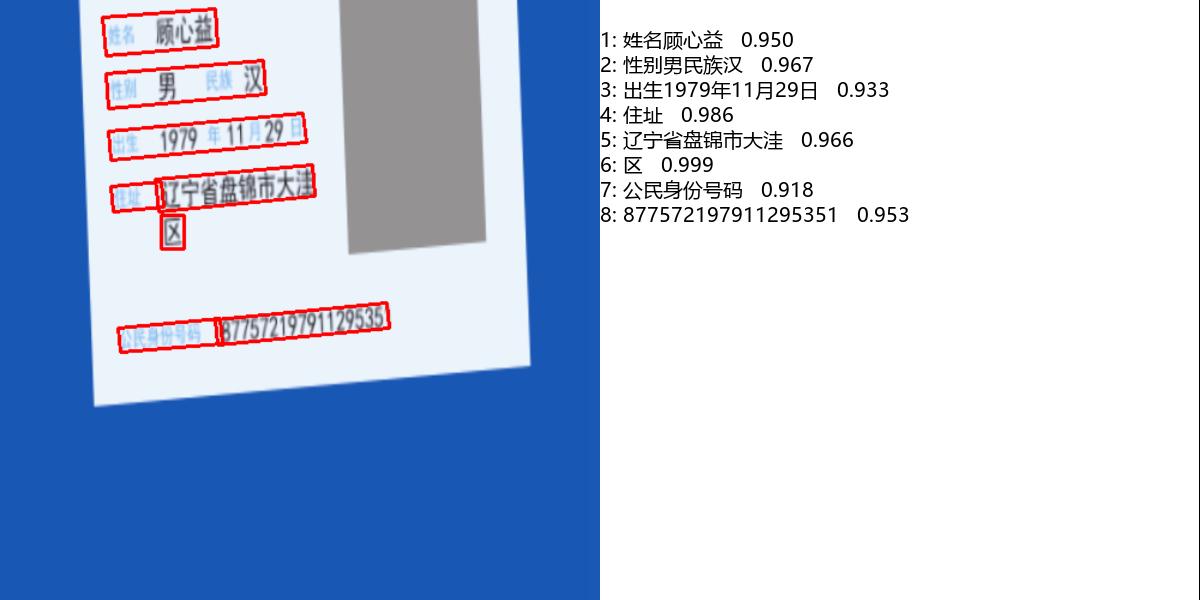 姓名 顾心益
性别 男 民族 汉
出生 1979 年 11 月 29 日
住址 辽宁省盘锦市大洼
区
公民身份号码 87757219791129535
1: 姓名顾心益 0.950
2: 性别男民族汉 0.967
3: 出生1979年11月29日 0.933
4: 住址 0.986
5: 辽宁省盘锦市大洼 0.966
6: 区 0.999
7: 公民身份号码 0.918
8: 877572197911295351 0.953